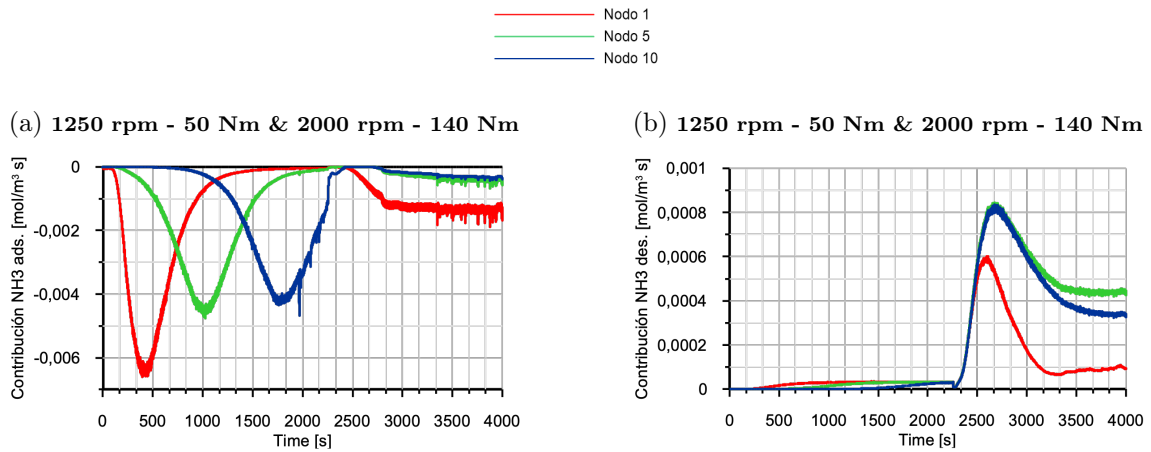 Nodo 1
Nodo 5
Nodo 10
(a) 1250 rpm - 50 Nm & 2000 rpm - 140 Nm
Contribución NH3 ads. [mol/m³ s]
0
-0,002
-0,004
-0,006
0 500 1000 1500 2000 2500 3000 3500 4000
Time [s]
(b) 1250 rpm - 50 Nm & 2000 rpm - 140 Nm
Contribución NH3 des. [mol/m³ s]
0,001
0,0008
0,0006
0,0004
0,0002
0
0 500 1000 1500 2000 2500 3000 3500 4000
Time [s]